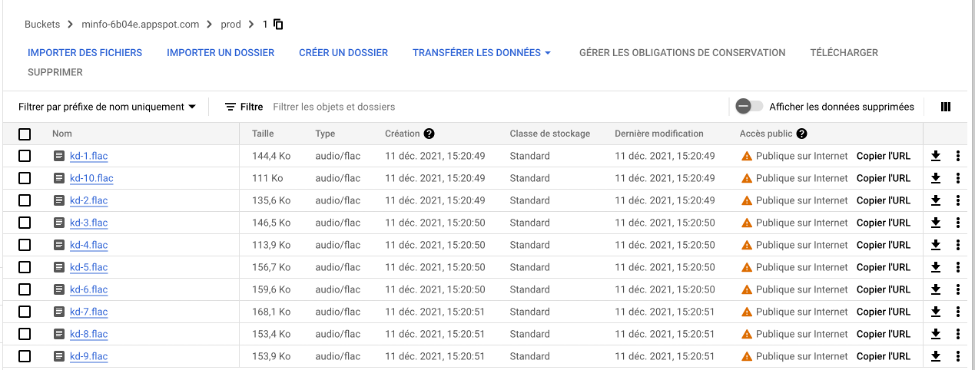 Buckets > minfo-6b04e.appspot.com > prod > 1
IMPORTER DES FICHIERS IMPORTER UN DOSSIER CRÉER UN DOSSIER TRANSFÉRER LES DONNÉES GÉRER LES OBLIGATIONS DE CONSERVATION TÉLÉCHARGER
SUPPRIMER
Filtrer par préfixe de nom uniquement Filtre Filtrer les objets et dossiers Afficher les données supprimées
Nom Taille Type Création ? Classe de stockage Dernière modification Accès public ?
kd-1.flac 144,4 Ko audio/flac 11 déc. 2021, 15:20:49 Standard 11 déc. 2021, 15:20:49 Publique sur Internet Copier l'URL
kd-10.flac 111 Ko audio/flac 11 déc. 2021, 15:20:49 Standard 11 déc. 2021, 15:20:49 Publique sur Internet Copier l'URL
kd-2.flac 135,6 Ko audio/flac 11 déc. 2021, 15:20:49 Standard 11 déc. 2021, 15:20:49 Publique sur Internet Copier l'URL
kd-3.flac 146,5 Ko audio/flac 11 déc. 2021, 15:20:50 Standard 11 déc. 2021, 15:20:50 Publique sur Internet Copier l'URL
kd-4.flac 113,9 Ko audio/flac 11 déc. 2021, 15:20:50 Standard 11 déc. 2021, 15:20:50 Publique sur Internet Copier l'URL
kd-5.flac 156,7 Ko audio/flac 11 déc. 2021, 15:20:50 Standard 11 déc. 2021, 15:20:50 Publique sur Internet Copier l'URL
kd-6.flac 159,6 Ko audio/flac 11 déc. 2021, 15:20:50 Standard 11 déc. 2021, 15:20:50 Publique sur Internet Copier l'URL
kd-7.flac 168,1 Ko audio/flac 11 déc. 2021, 15:20:51 Standard 11 déc. 2021, 15:20:51 Publique sur Internet Copier l'URL
kd-8.flac 153,4 Ko audio/flac 11 déc. 2021, 15:20:51 Standard 11 déc. 2021, 15:20:51 Publique sur Internet Copier l'URL
kd-9.flac 153,9 Ko audio/flac 11 déc. 2021, 15:20:51 Standard 11 déc. 2021, 15:20:51 Publique sur Internet Copier l'URL